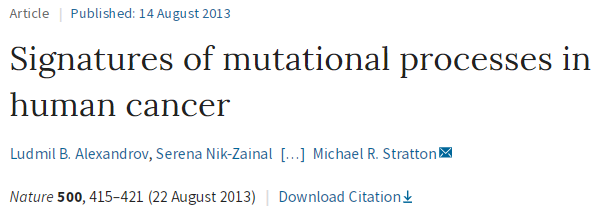 Article | Published: 14 August 2013
Signatures of mutational processes in
human cancer
Ludmil B. Alexandrov, Serena Nik-Zainal […] Michael R. Stratton
Nature 500, 415–421 (22 August 2013) | Download Citation